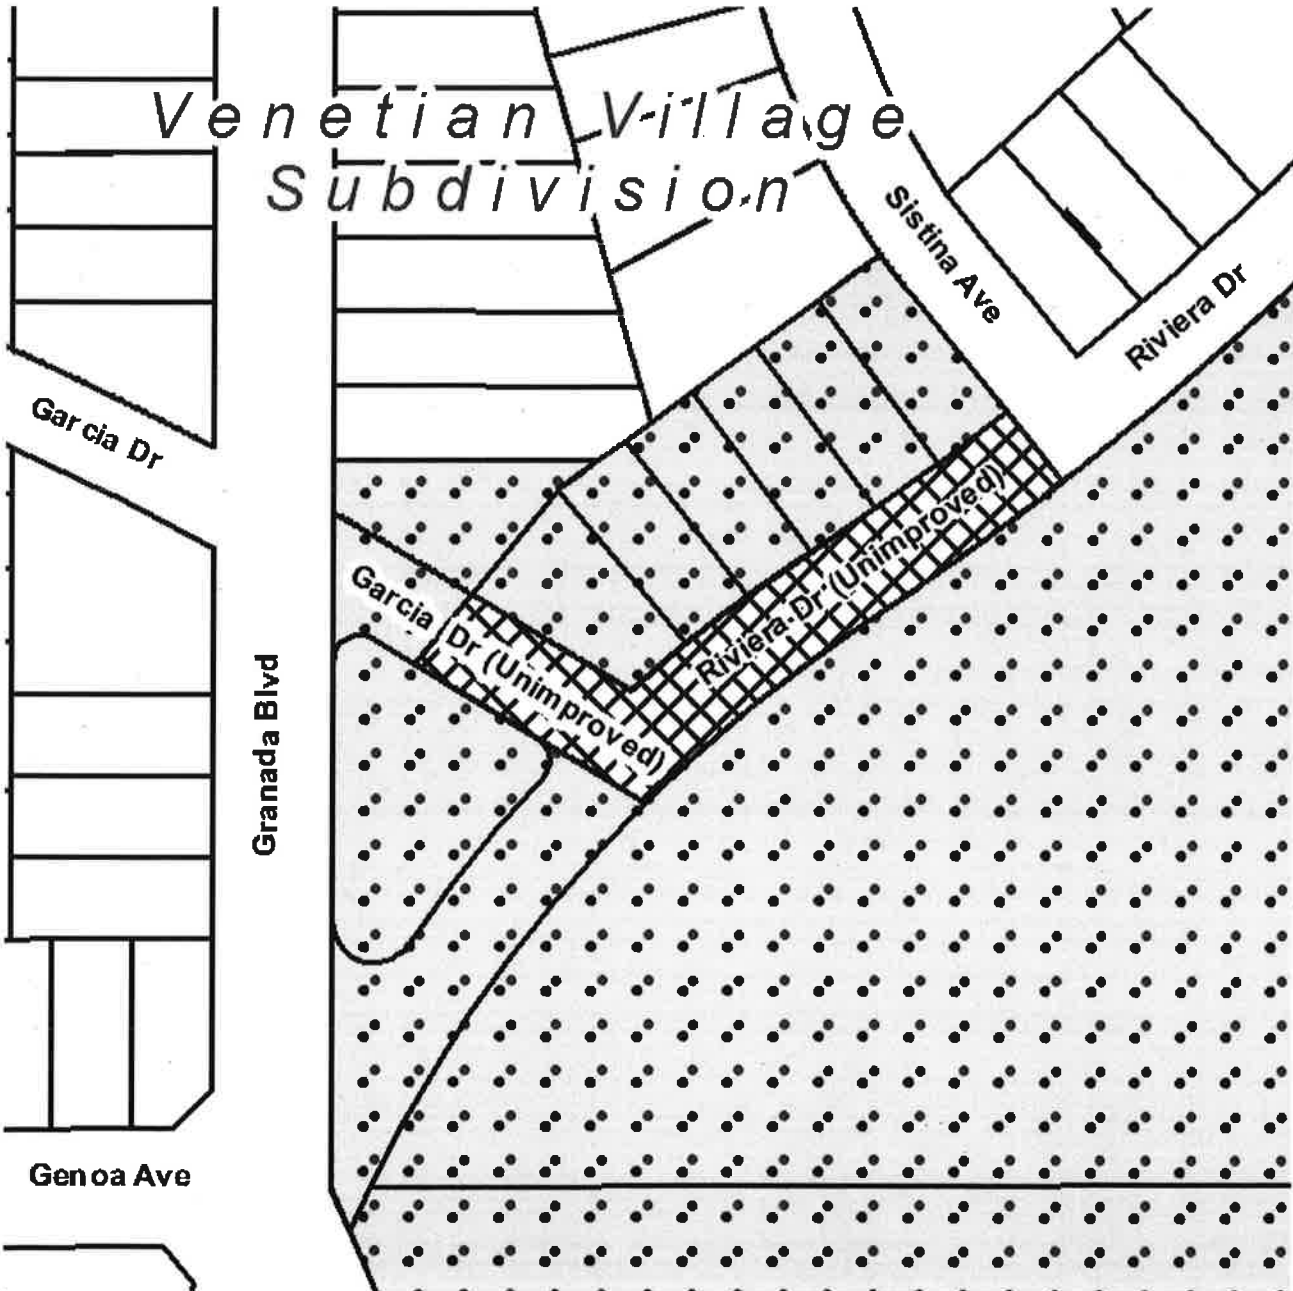 Venetian Village
Subdivision
Sistina Ave
Riviera Dr
Garcia Dr
Riviera Dr (Unimproved)
Garcia Dr (Unimproved)
Granada Blvd
Genoa Ave